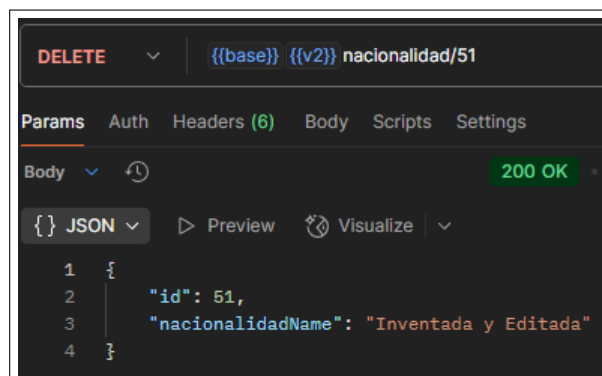 DELETE {{base}} {{v2}} nacionalidad/51
Params Auth Headers (6) Body Scripts Settings
Body 200 OK
{} JSON Preview Visualize
1 {
2 "id": 51,
3 "nacionalidadName": "Inventada y Editada"
4 }